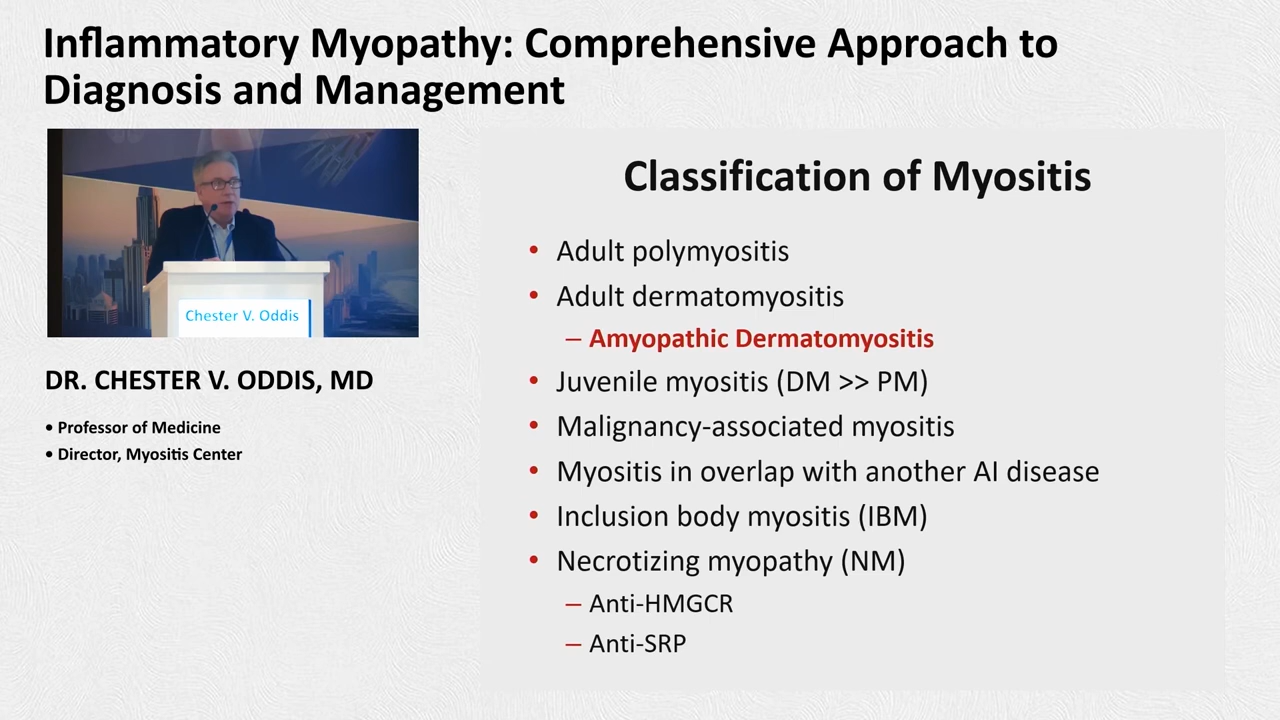 Inflammatory Myopathy: Comprehensive Approach to
Diagnosis and Management
Chester V. Oddis
DR. CHESTER V. ODDIS, MD
• Professor of Medicine
• Director, Myositis Center
Classification of Myositis
• Adult polymyositis
• Adult dermatomyositis
– Amyopathic Dermatomyositis
• Juvenile myositis (DM >> PM)
• Malignancy-associated myositis
• Myositis in overlap with another AI disease
• Inclusion body myositis (IBM)
• Necrotizing myopathy (NM)
– Anti-HMGCR
– Anti-SRP